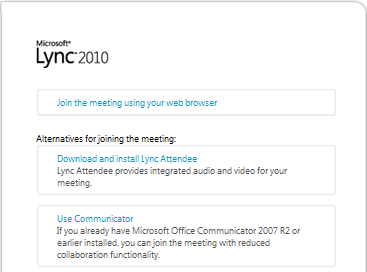 Microsoft®
Lync™2010
Join the meeting using your web browser
Alternatives for joining the meeting:
Download and install Lync Attendee
Lync Attendee provides integrated audio and video for your
meeting.
Use Communicator
If you already have Microsoft Office Communicator 2007 R2 or
earlier installed, you can join the meeting with reduced
collaboration functionality.